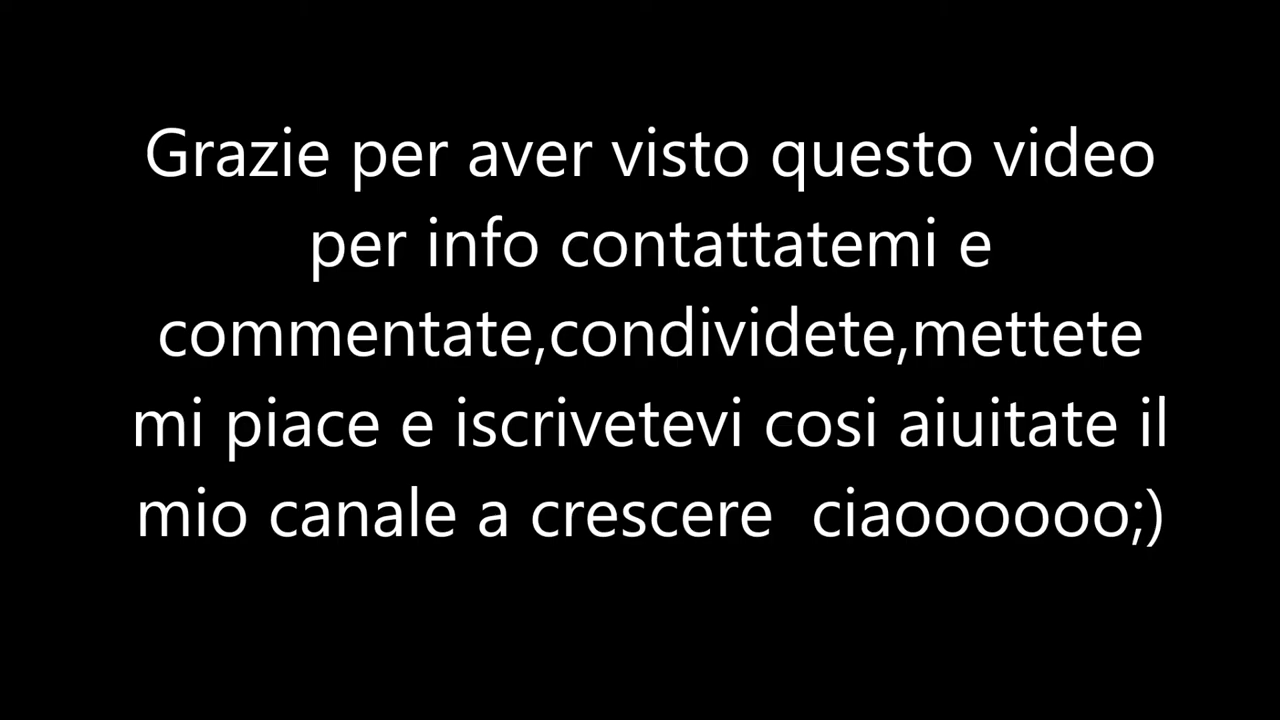 Grazie per aver visto questo video
per info contattatemi e
commentate,condividete,mettete
mi piace e iscrivetevi cosi aiuitate il
mio canale a crescere  ciaoooooo;)